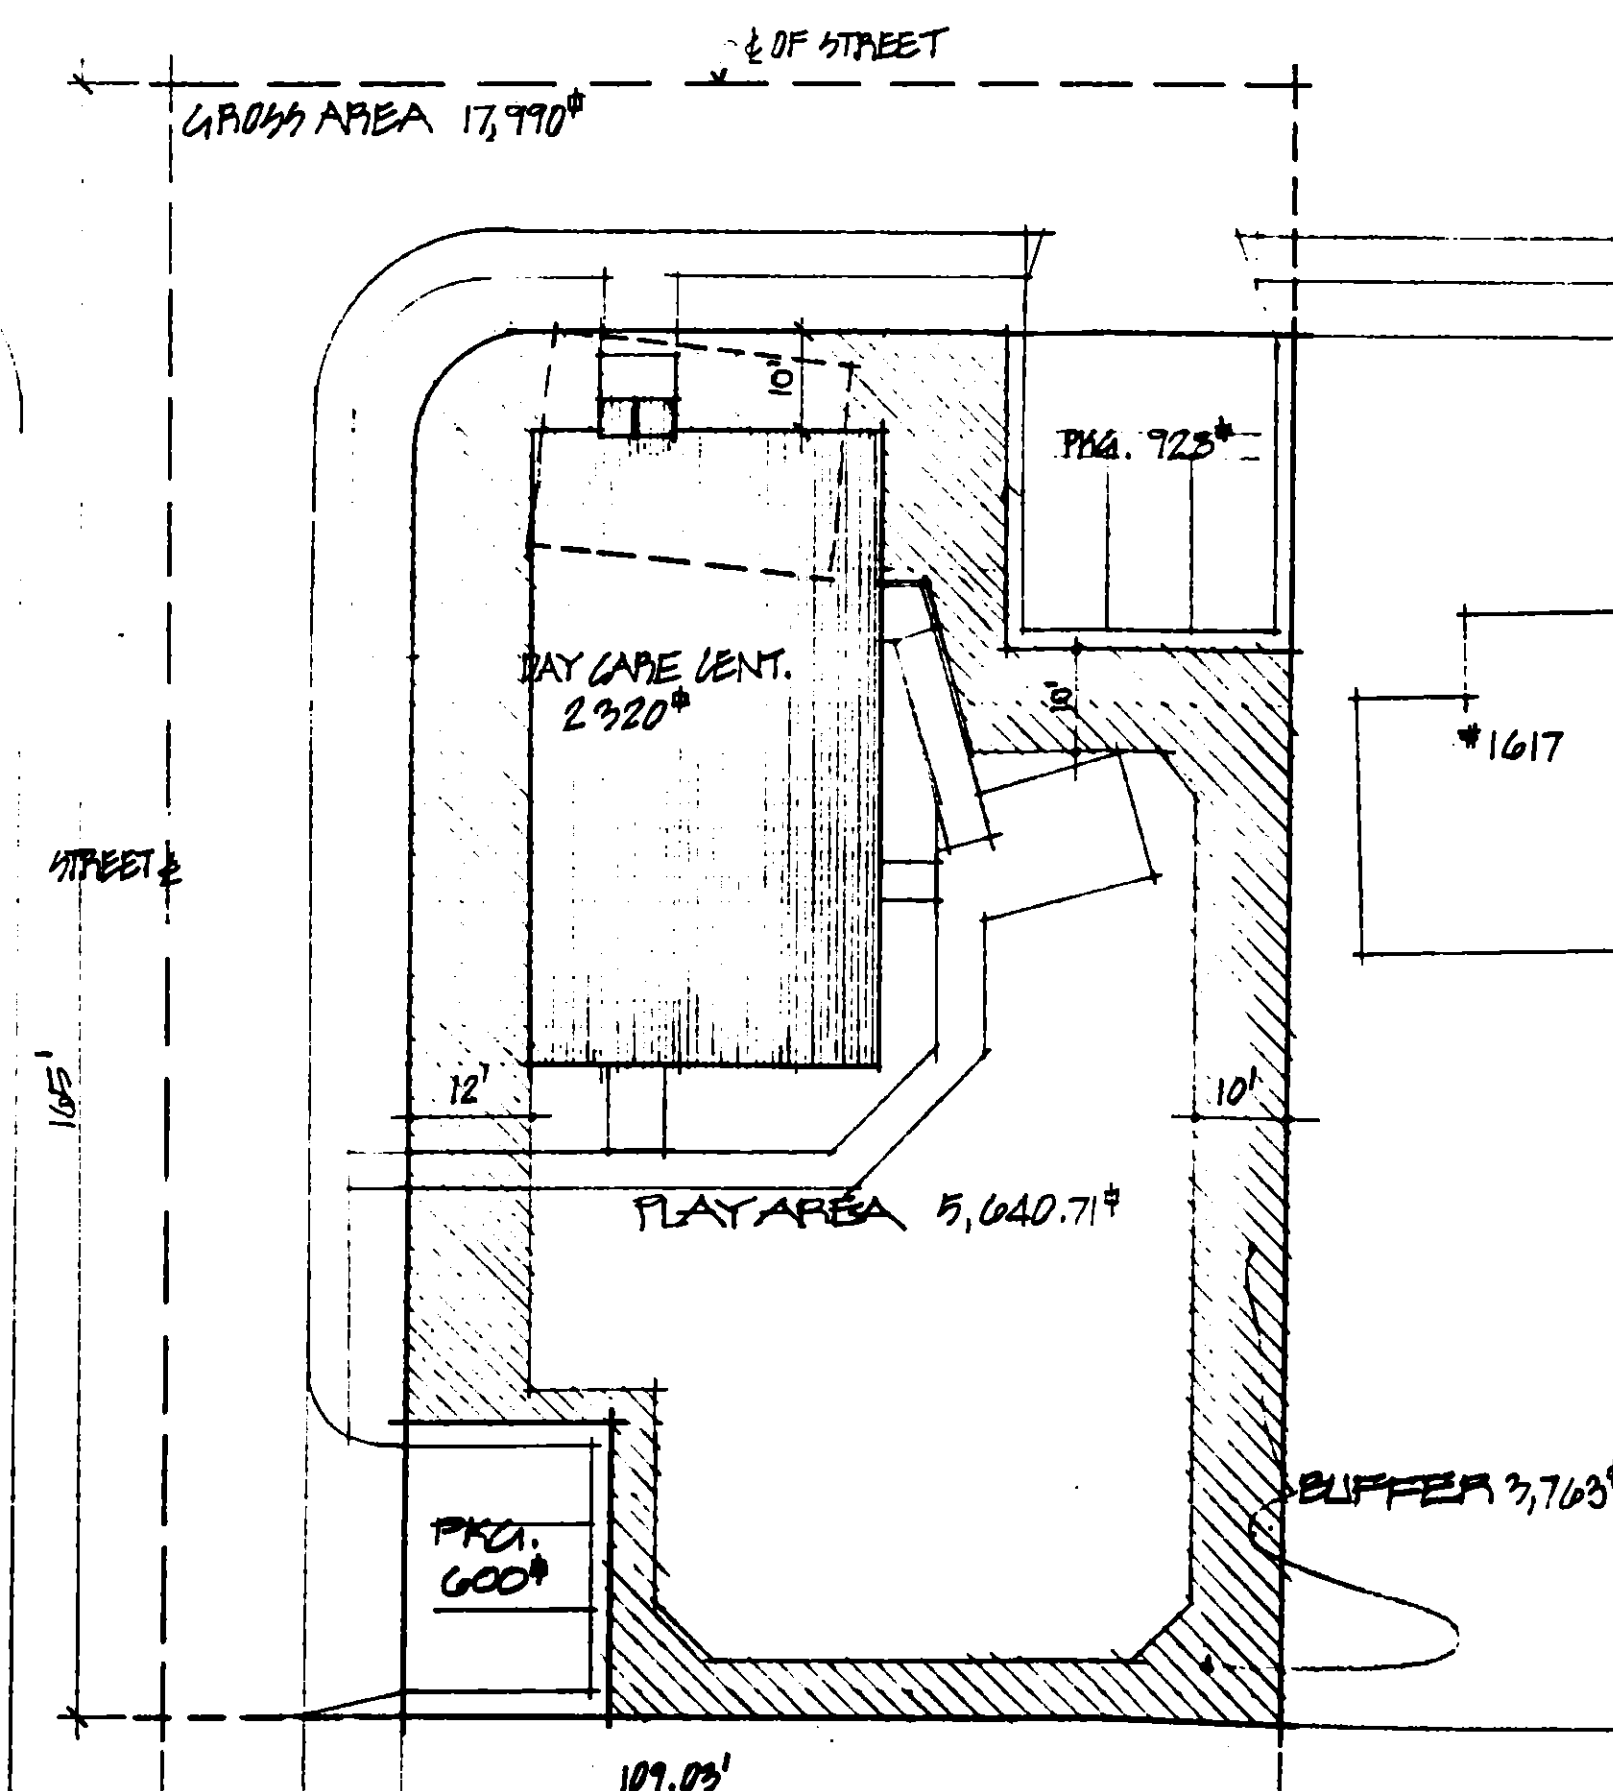 ℄ OF STREET
GROSS AREA 17,990⌗
10'
PKG. 923⌗
DAY CARE CENT.
2320⌗
10'
#1617
STREET ℄
165'
12'
10'
PLAY AREA 5,640.71⌗
BUFFER 3,763⌗
PKG.
600⌗
109.03'